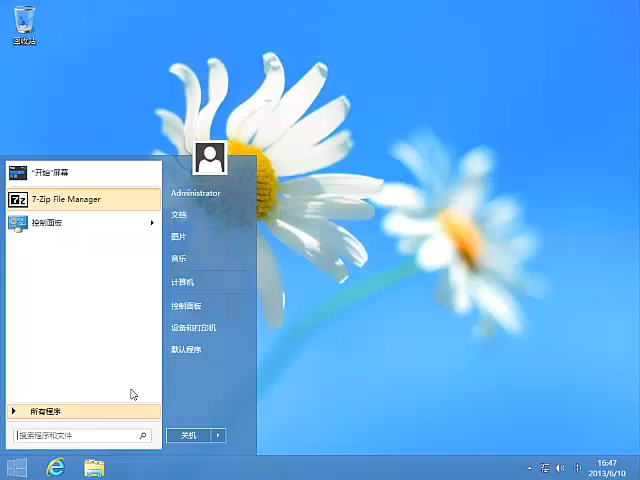 回收站
"开始"屏幕
7-Zip File Manager
控制面板
所有程序
搜索程序和文件
Administrator
文档
图片
音乐
计算机
控制面板
设备和打印机
默认程序
关机
中
16:47
2013/6/10